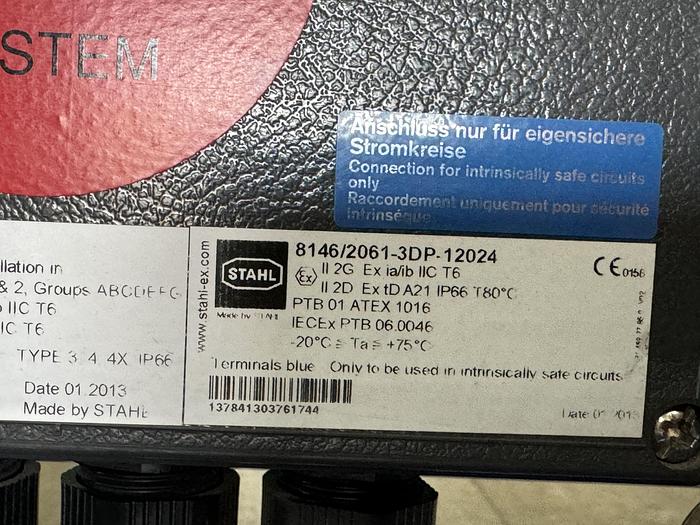 STEM
Anschluss nur für eigensichere
Stromkreise
Connection for intrinsically safe circuits
only
Raccordement uniquement pour sécurité
intrinsèque
llation in
& 2, Groups ABCDEFG
IIC T6
IC T6
TYPE 3, 4, 4X IP66
Date 01.2013
Made by STAHL
www.stahl-ex.com
STAHL
Made by STAHL
8146/2061-3DP-12024
Ex II 2G Ex ia/ib IIC T6
II 2D Ex tD A21 IP66 T80°C
PTB 01 ATEX 1016
IECEx PTB 06.0046
-20°C ≤ Ta ≤ +75°C
Terminals blue Only to be used in intrinsically safe circuits
137841303761744
CE 0158
Date